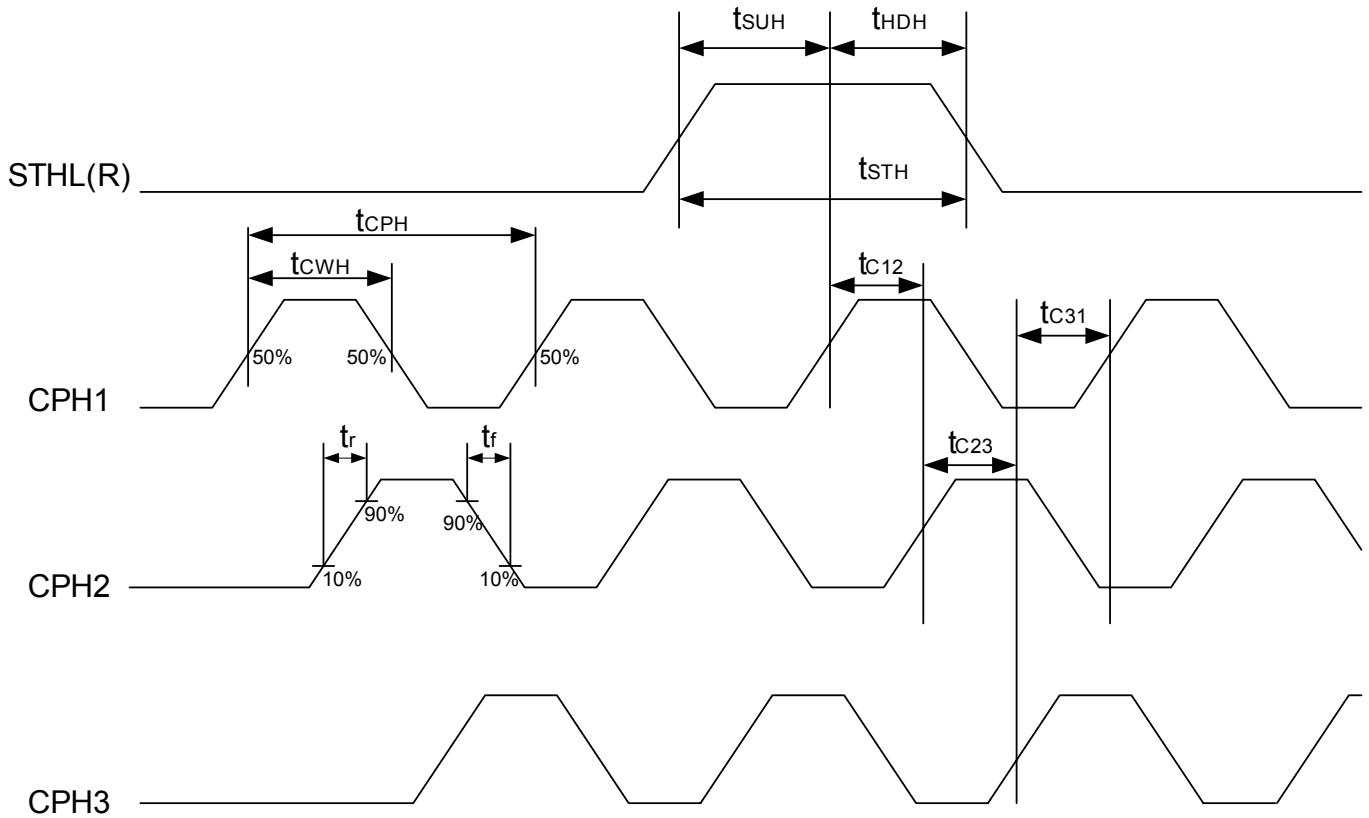 tSUH tHDH
STHL(R)
tSTH
tCPH
tCWH
tC12
tC31
50% 50% 50%
CPH1
tr tf
tC23
90% 90%
10% 10%
CPH2
CPH3